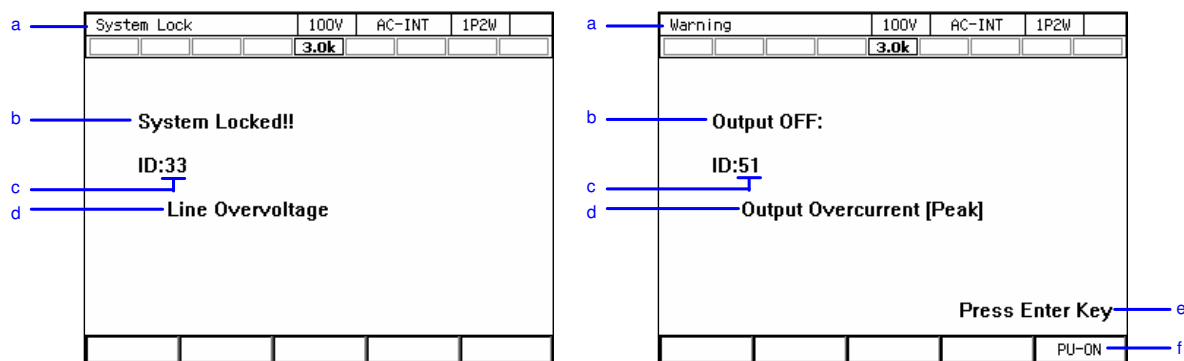 a
System Lock 100V AC-INT 1P2W
3.0k
b
System Locked!!
ID:33
c
d
Line Overvoltage
a
Warning 100V AC-INT 1P2W
3.0k
b
Output OFF:
ID:51
c
d
Output Overcurrent [Peak]
Press Enter Key
e
PU-ON
f